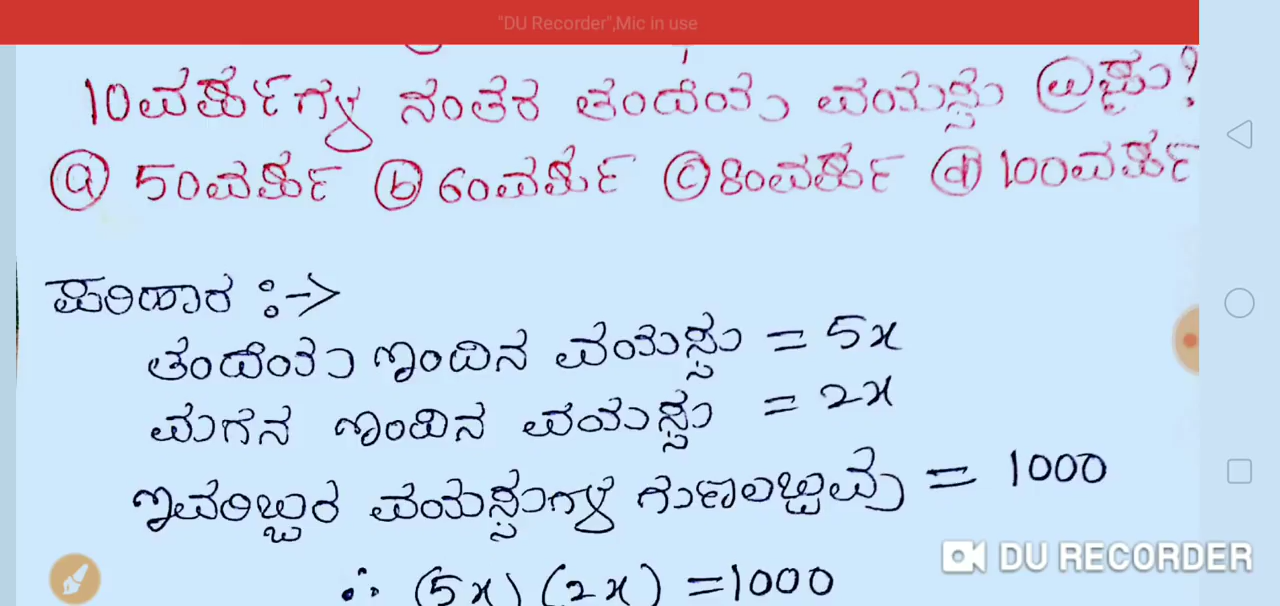 "DU Recorder",Mic in use
10ವರ್ಷಗಳ ನಂತರ ತಂದೆಯ ವಯಸ್ಸು ಎಷ್ಟು?
ⓐ 50ವರ್ಷ ⓑ 60ವರ್ಷ ⓒ 80ವರ್ಷ ⓓ 100ವರ್ಷ
ಪರಿಹಾರ :->
ತಂದೆಯ ಇಂದಿನ ವಯಸ್ಸು = 5x
ಮಗನ ಇಂದಿನ ವಯಸ್ಸು = 2x
ಇವರಿಬ್ಬರ ವಯಸ್ಸುಗಳ ಗುಣಲಬ್ಧವು = 1000
∴ (5x) (2x) = 1000
DU RECORDER